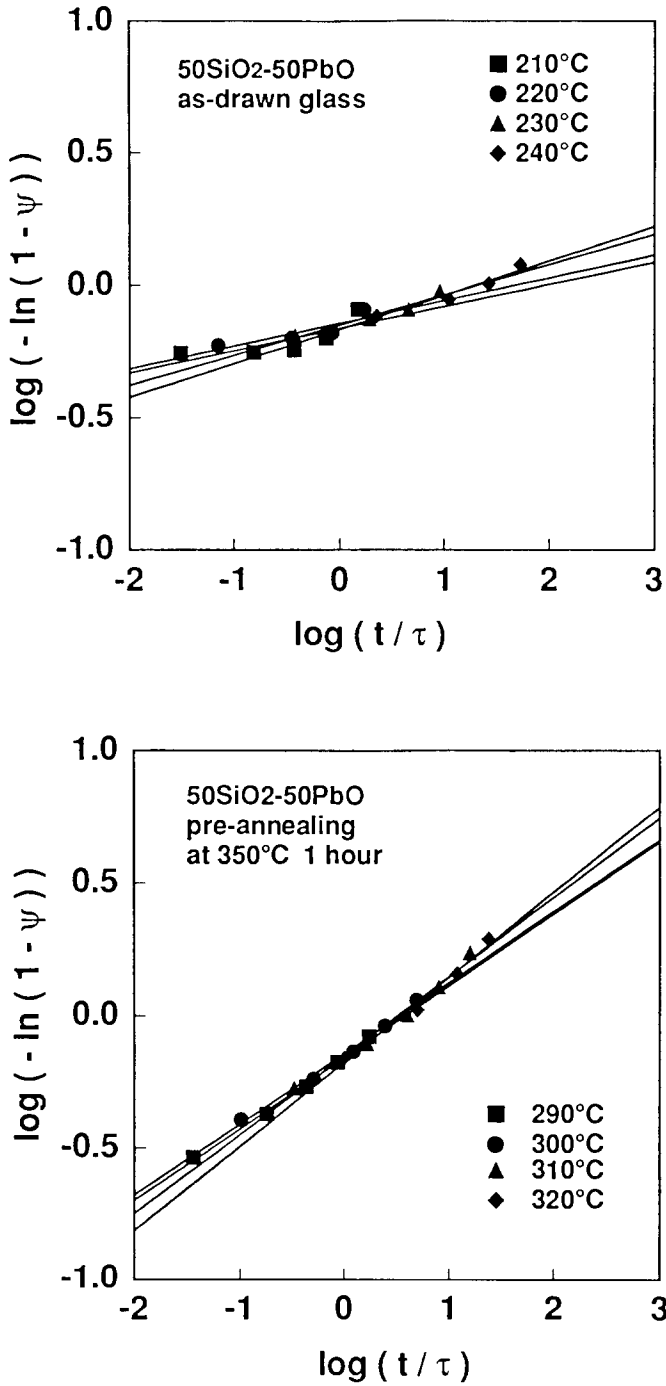 1.0
50SiO2-50PbO
as-drawn glass
210°C
220°C
230°C
240°C
0.5
0.0
-0.5
-1.0
log ( - ln ( 1 - ψ ) )
-2 -1 0 1 2 3
log ( t / τ )
1.0
50SiO2-50PbO
pre-annealing
at 350°C 1 hour
0.5
0.0
-0.5
-1.0
log ( - ln ( 1 - ψ ) )
290°C
300°C
310°C
320°C
-2 -1 0 1 2 3
log ( t / τ )